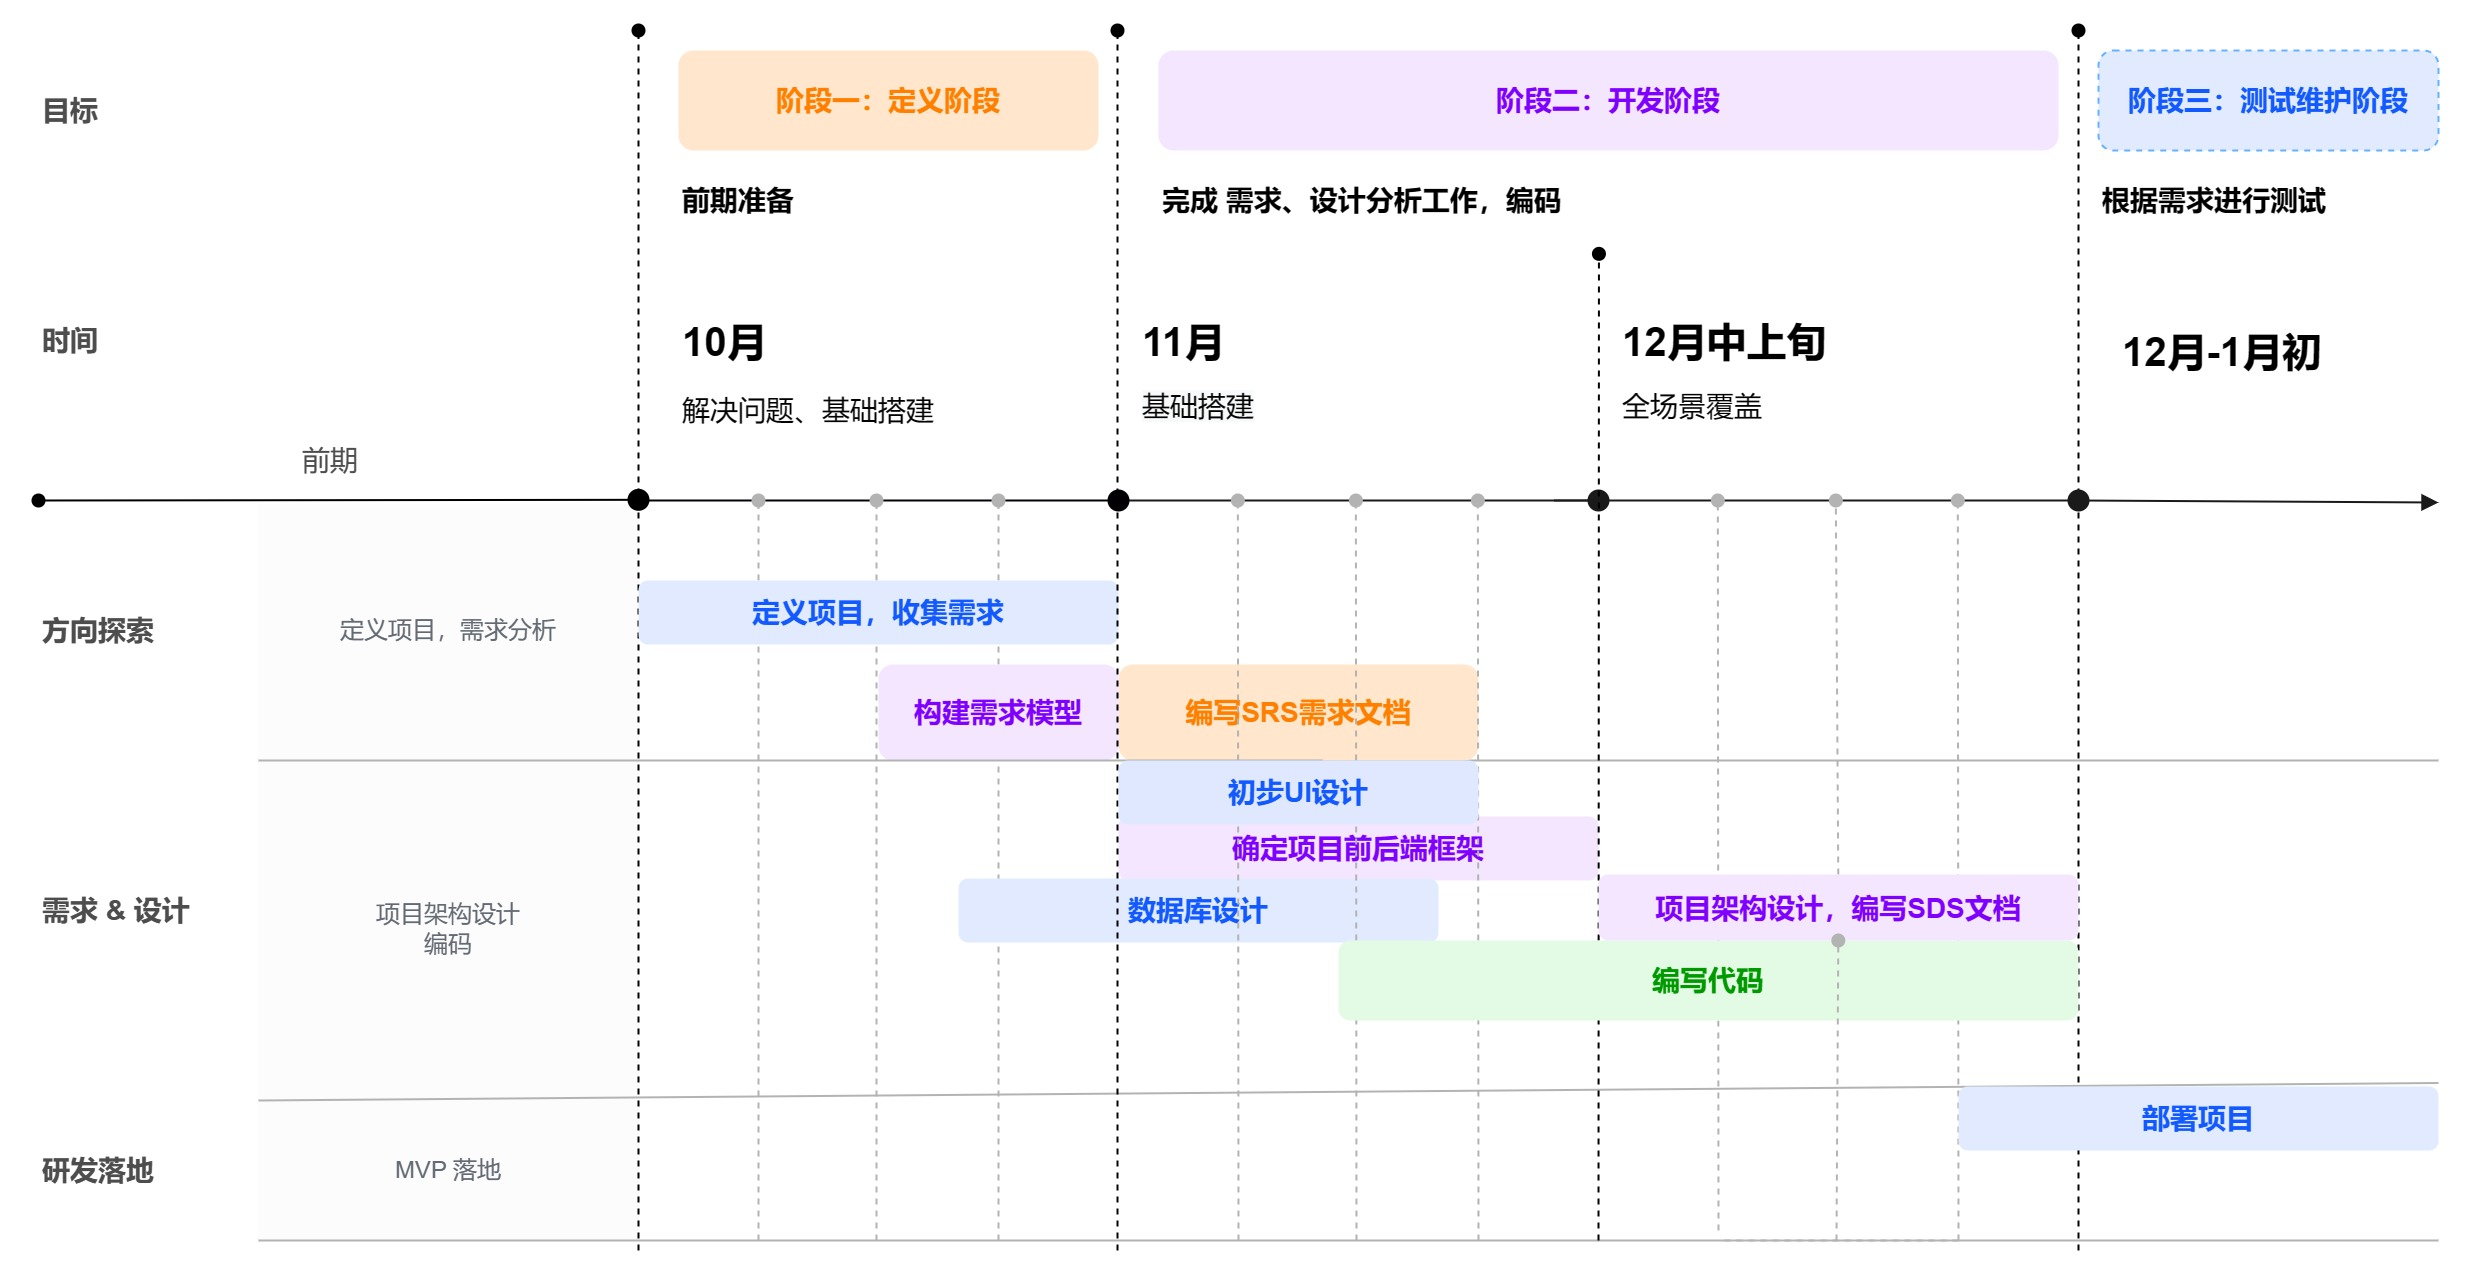 目标
阶段一：定义阶段
阶段二：开发阶段
阶段三：测试维护阶段
前期准备
完成 需求、设计分析工作，编码
根据需求进行测试
时间
10月
11月
12月中上旬
12月-1月初
解决问题、基础搭建
基础搭建
全场景覆盖
前期
方向探索
定义项目，需求分析
定义项目，收集需求
构建需求模型
编写SRS需求文档
初步UI设计
确定项目前后端框架
需求 & 设计
项目架构设计
编码
数据库设计
项目架构设计，编写SDS文档
编写代码
部署项目
研发落地
MVP 落地